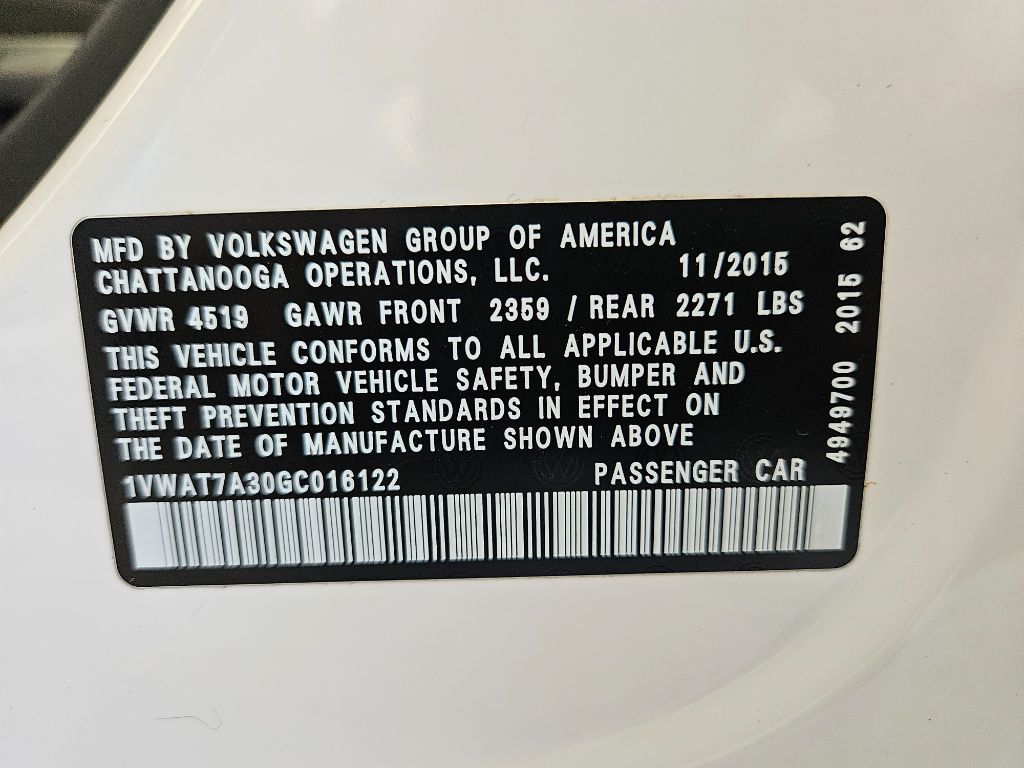 MFD BY VOLKSWAGEN GROUP OF AMERICA
CHATTANOOGA OPERATIONS, LLC. 11/2015
GVWR 4519 GAWR FRONT 2359 / REAR 2271 LBS
THIS VEHICLE CONFORMS TO ALL APPLICABLE U.S.
FEDERAL MOTOR VEHICLE SAFETY, BUMPER AND
THEFT PREVENTION STANDARDS IN EFFECT ON
THE DATE OF MANUFACTURE SHOWN ABOVE
1VWAT7A30GC016122 PASSENGER CAR
4949700 2015 62